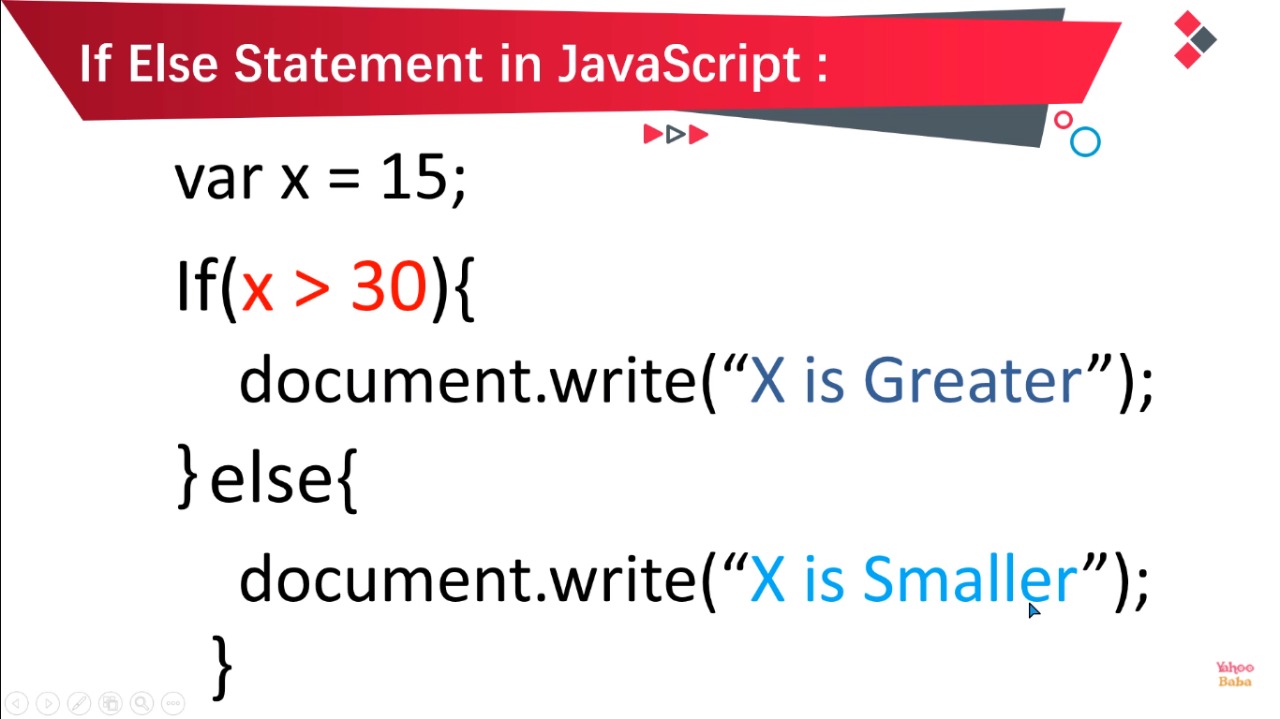 If Else Statement in JavaScript :
var x = 15;
If(x > 30){
document.write(“X is Greater”);
}else{
document.write(“X is Smaller”);
}
Yahoo
Baba